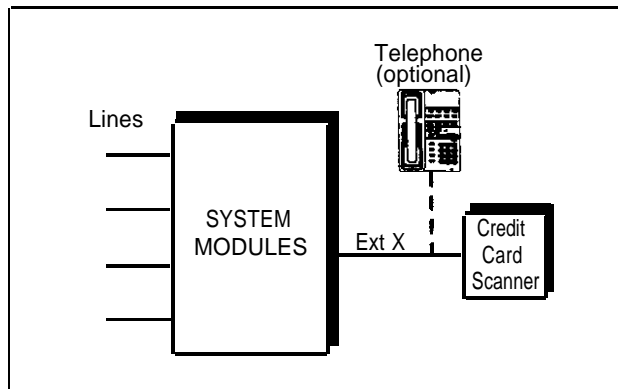 Telephone
(optional)
Lines
SYSTEM
MODULES
Ext X
Credit
Card
Scanner